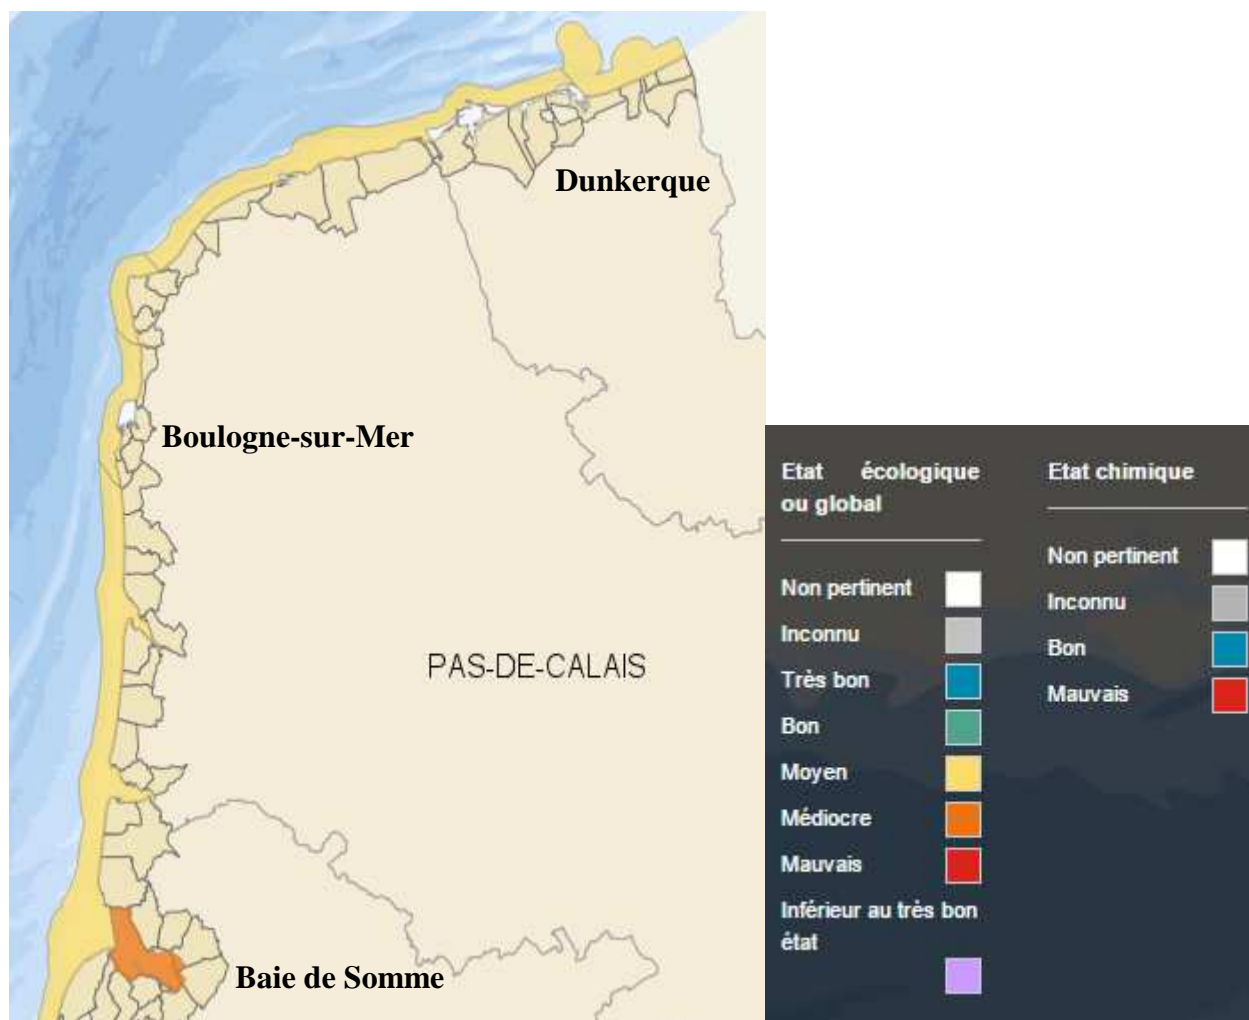 Dunkerque
Boulogne-sur-Mer
PAS-DE-CALAIS
Baie de Somme
Etat écologique
ou global
Non pertinent
Inconnu
Très bon
Bon
Moyen
Médiocre
Mauvais
Inférieur au très bon
état
Etat chimique
Non pertinent
Inconnu
Bon
Mauvais